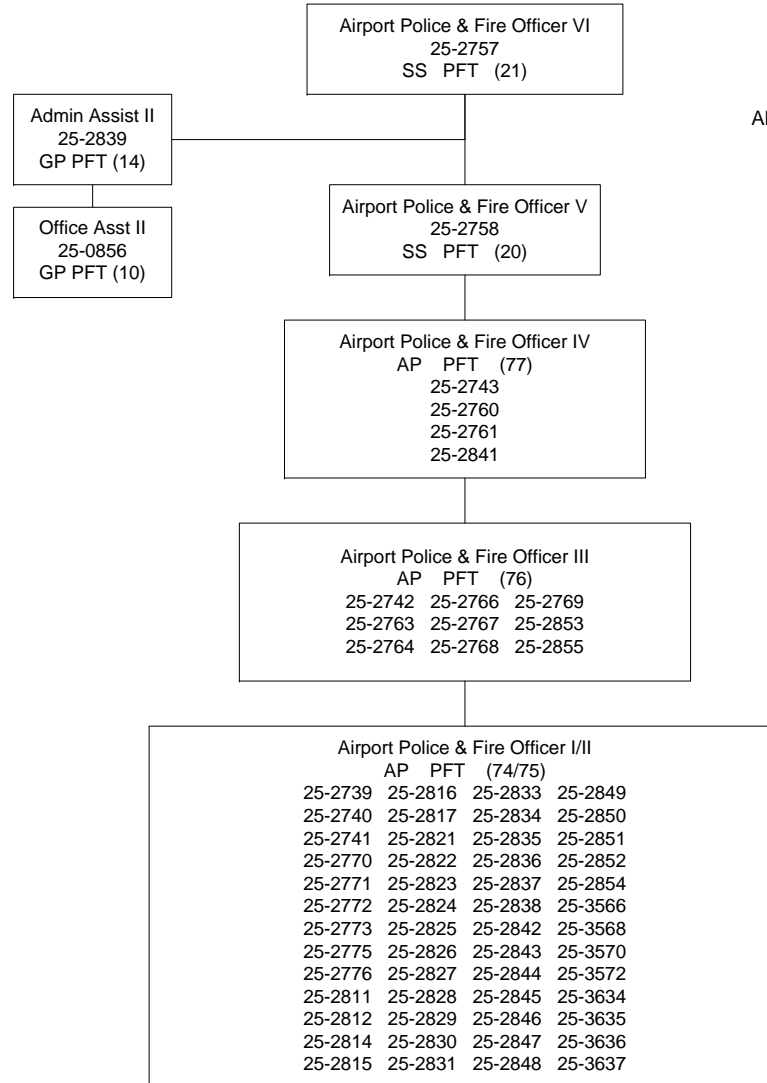 Airport Police & Fire Officer VI
25-2757
SS PFT (21)
Admin Assist II
25-2839
GP PFT (14)
Office Asst II
25-0856
GP PFT (10)
Airport Police & Fire Officer V
25-2758
SS PFT (20)
Airport Police & Fire Officer IV
AP PFT (77)
25-2743
25-2760
25-2761
25-2841
Airport Police & Fire Officer III
AP PFT (76)
25-2742 25-2766 25-2769
25-2763 25-2767 25-2853
25-2764 25-2768 25-2855
Airport Police & Fire Officer I/II
AP PFT (74/75)
25-2739 25-2816 25-2833 25-2849
25-2740 25-2817 25-2834 25-2850
25-2741 25-2821 25-2835 25-2851
25-2770 25-2822 25-2836 25-2852
25-2771 25-2823 25-2837 25-2854
25-2772 25-2824 25-2838 25-3566
25-2773 25-2825 25-2842 25-3568
25-2775 25-2826 25-2843 25-3570
25-2776 25-2827 25-2844 25-3572
25-2811 25-2828 25-2845 25-3634
25-2812 25-2829 25-2846 25-3635
25-2814 25-2830 25-2847 25-3636
25-2815 25-2831 25-2848 25-3637